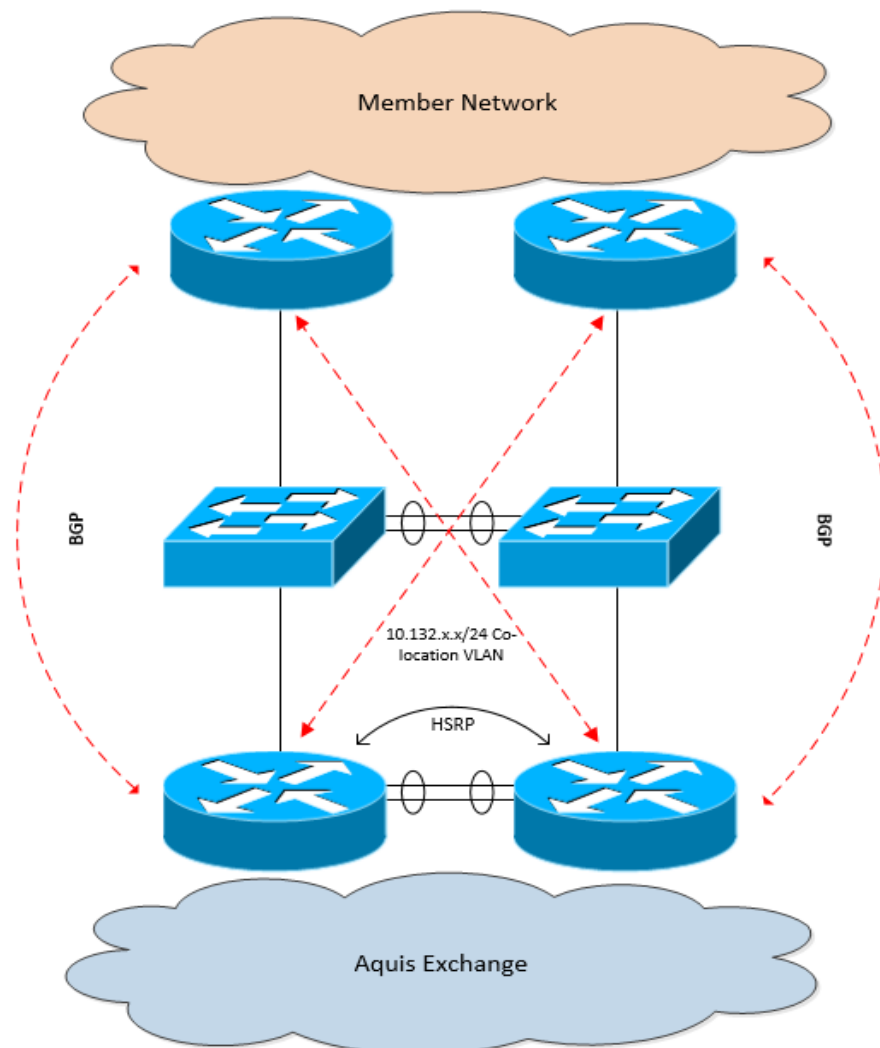 Member Network
BGP
BGP
10.132.x.x/24 Co-
location VLAN
HSRP
Aquis Exchange